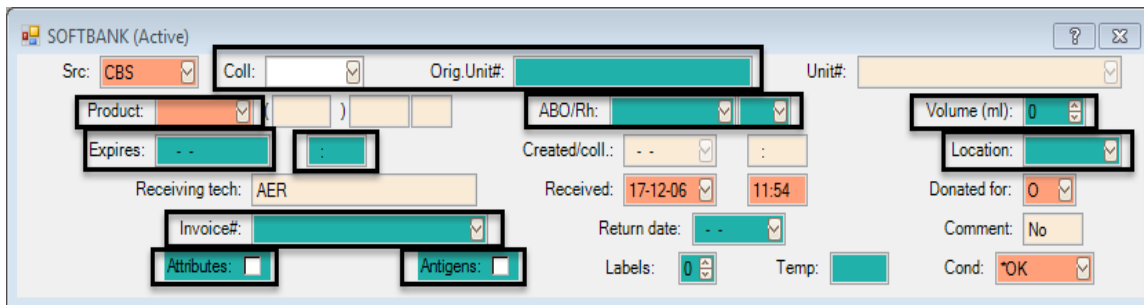 SOFTBANK (Active)
Src: CBS Coll: Orig.Unit#: Unit#:
Product: ( ) ABO/Rh: Volume (ml): 0
Expires: - - : Created/coll.: - - : Location:
Receiving tech: AER Received: 17-12-06 11:54 Donated for: O
Invoice#: Return date: - - Comment: No
Attributes: Antigens: Labels: 0 Temp: Cond: *OK